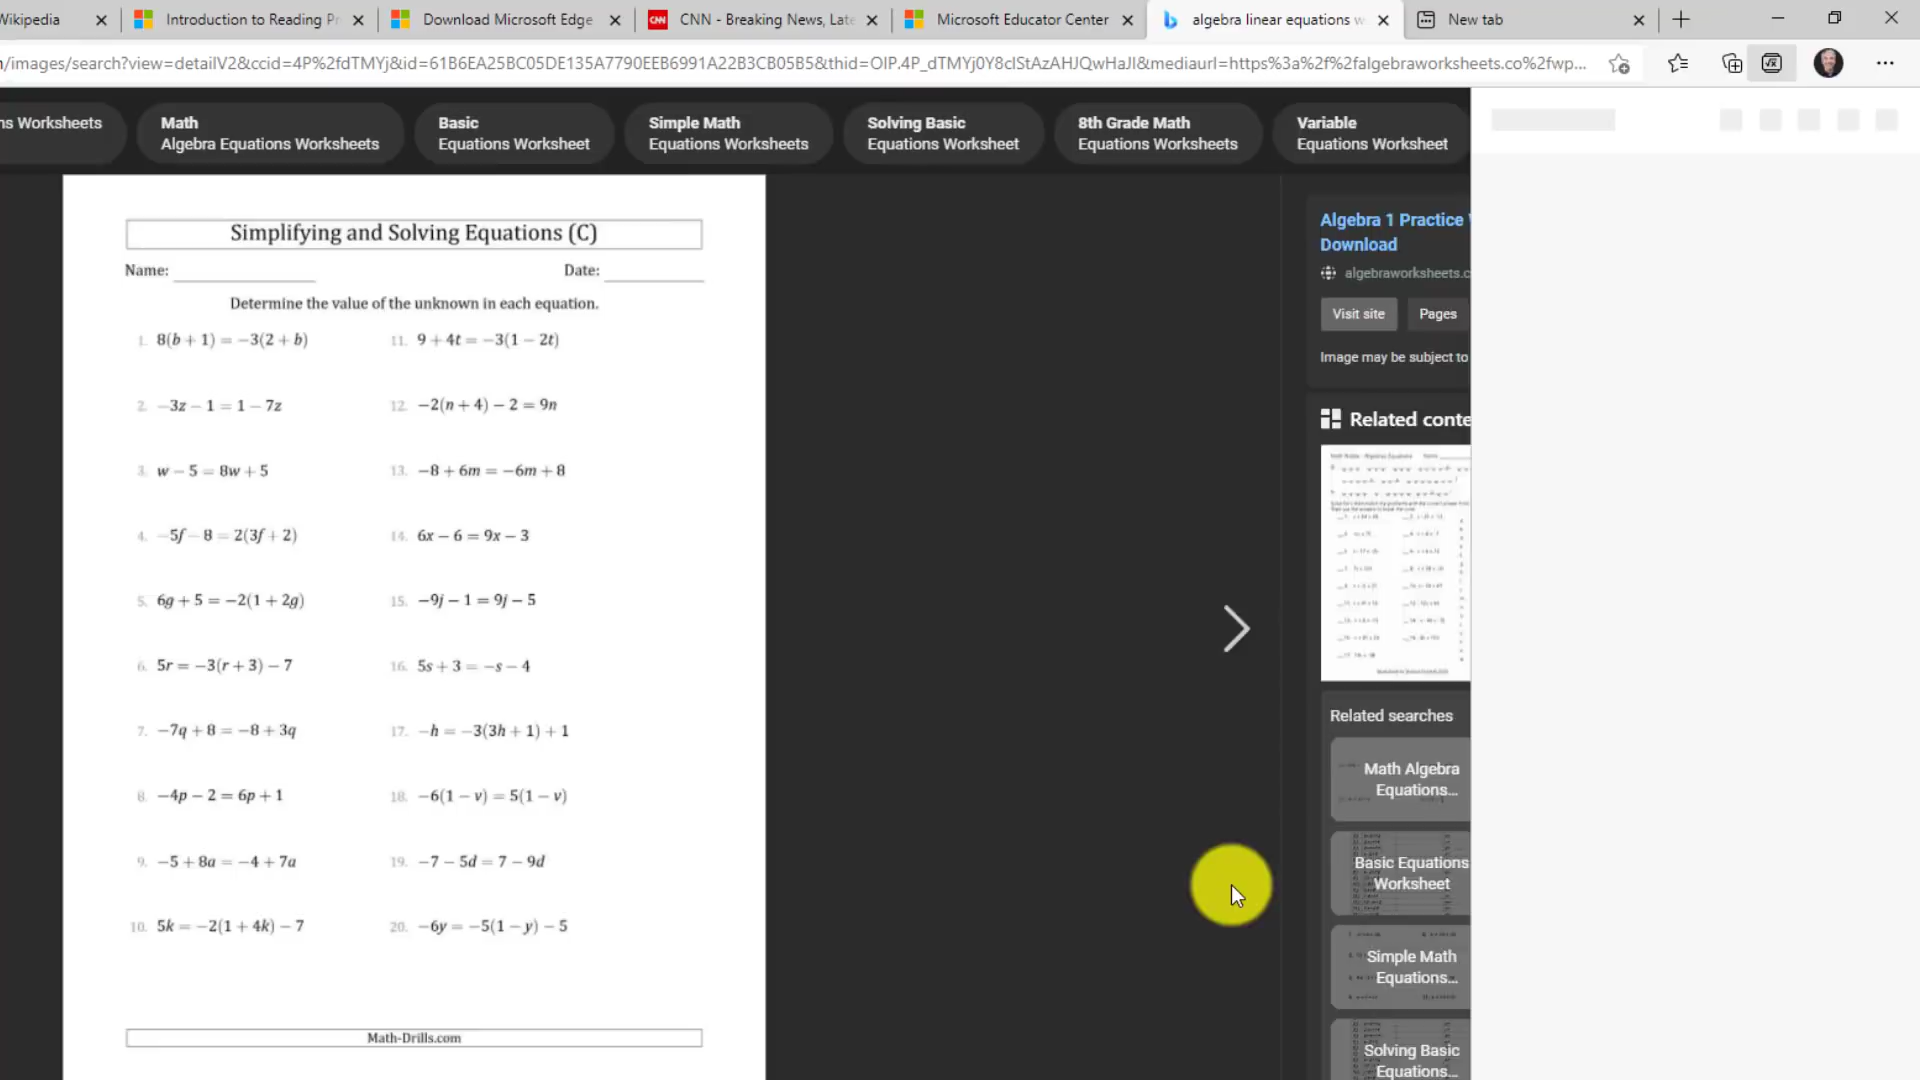 Wikipedia
Introduction to Reading Pr
Download Microsoft Edge
CNN - Breaking News, Late
Microsoft Educator Center
algebra linear equations w
New tab
/images/search?view=detailV2&ccid=4P%2fdTMYj&id=61B6EA25BC05DE135A7790EEB6991A22B3CB05B5&thid=OIP.4P_dTMYj0Y8clStAzAHJQwHaJl&mediaurl=https%3a%2f%2falgebraworksheets.co%2fwp...
ns Worksheets
Math
Algebra Equations Worksheets
Basic
Equations Worksheet
Simple Math
Equations Worksheets
Solving Basic
Equations Worksheet
8th Grade Math
Equations Worksheets
Variable
Equations Worksheet
Simplifying and Solving Equations (C)
Name: Date:
Determine the value of the unknown in each equation.
1. 8(b + 1) = −3(2 + b)
2. −3z − 1 = 1 − 7z
3. w − 5 = 8w + 5
4. −5f − 8 = 2(3f + 2)
5. 6g + 5 = −2(1 + 2g)
6. 5r = −3(r + 3) − 7
7. −7q + 8 = −8 + 3q
8. −4p − 2 = 6p + 1
9. −5 + 8a = −4 + 7a
10. 5k = −2(1 + 4k) − 7
11. 9 + 4t = −3(1 − 2t)
12. −2(n + 4) − 2 = 9n
13. −8 + 6m = −6m + 8
14. 6x − 6 = 9x − 3
15. −9j − 1 = 9j − 5
16. 5s + 3 = −s − 4
17. −h = −3(3h + 1) + 1
18. −6(1 − v) = 5(1 − v)
19. −7 − 5d = 7 − 9d
20. −6y = −5(1 − y) − 5
Math-Drills.com
Algebra 1 Practice
Download
algebraworksheets.c
Visit site
Pages
Image may be subject to
Related conte
Related searches
Math Algebra
Equations...
Basic Equations
Worksheet
Simple Math
Equations...
Solving Basic
Equations...